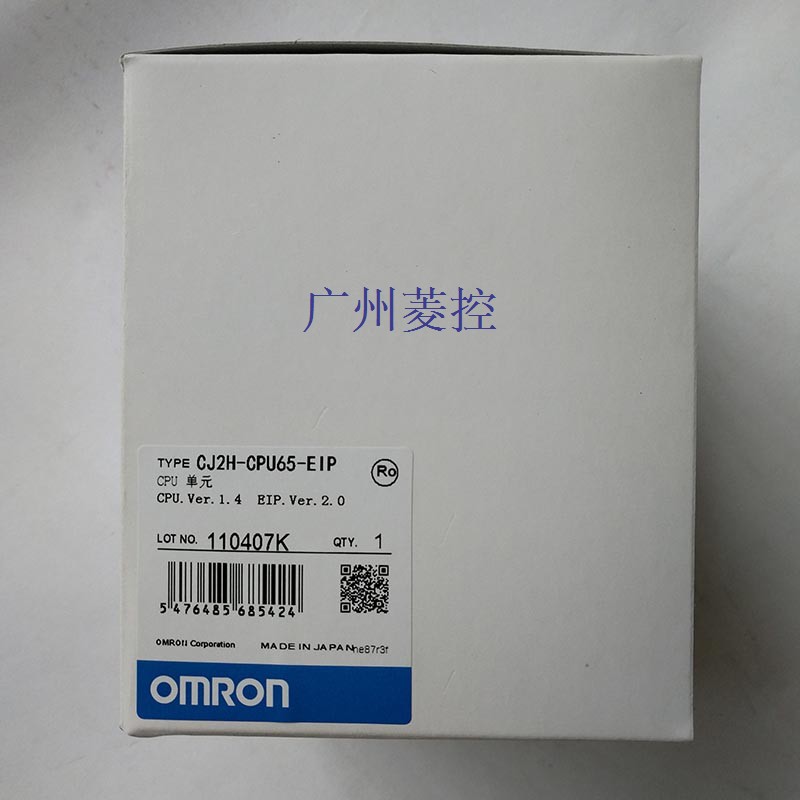 广州菱控
TYPE CJ2H-CPU65-EIP
Ro
CPU 单元
CPU.Ver.1.4 EIP.Ver.2.0
LOT NO. 110407K QTY. 1
5 476485 685424
OMRON Corporation MADE IN JAPAN he87r3f
OMRON